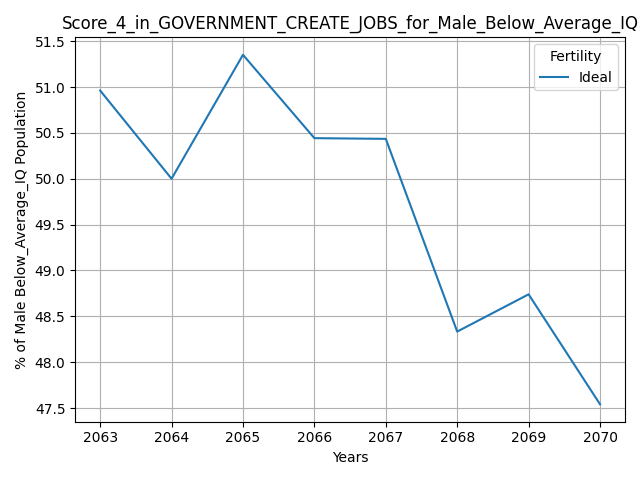 Score_4_in_GOVERNMENT_CREATE_JOBS_for_Male_Below_Average_IQ
51.5
51.0
50.5
50.0
49.5
49.0
48.5
48.0
47.5
% of Male Below_Average_IQ Population
Fertility
Ideal
2063 2064 2065 2066 2067 2068 2069 2070
Years